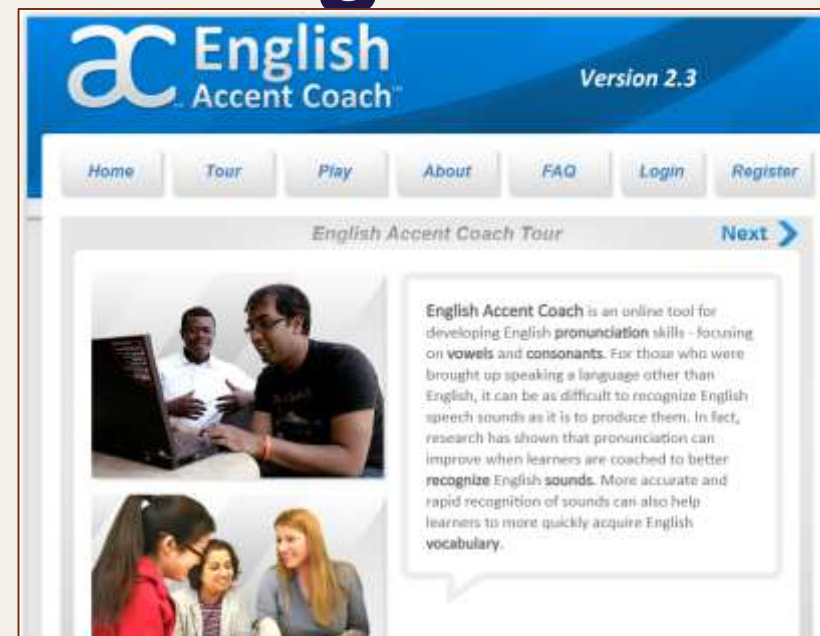 ac English
Accent Coach™
Version 2.3
Home Tour Play About FAQ Login Register
English Accent Coach Tour
Next
English Accent Coach is an online tool for
developing English pronunciation skills - focusing
on vowels and consonants. For those who were
brought up speaking a language other than
English, it can be as difficult to recognize English
speech sounds as it is to produce them. In fact,
research has shown that pronunciation can
improve when learners are coached to better
recognize English sounds. More accurate and
rapid recognition of sounds can also help
learners to more quickly acquire English
vocabulary.